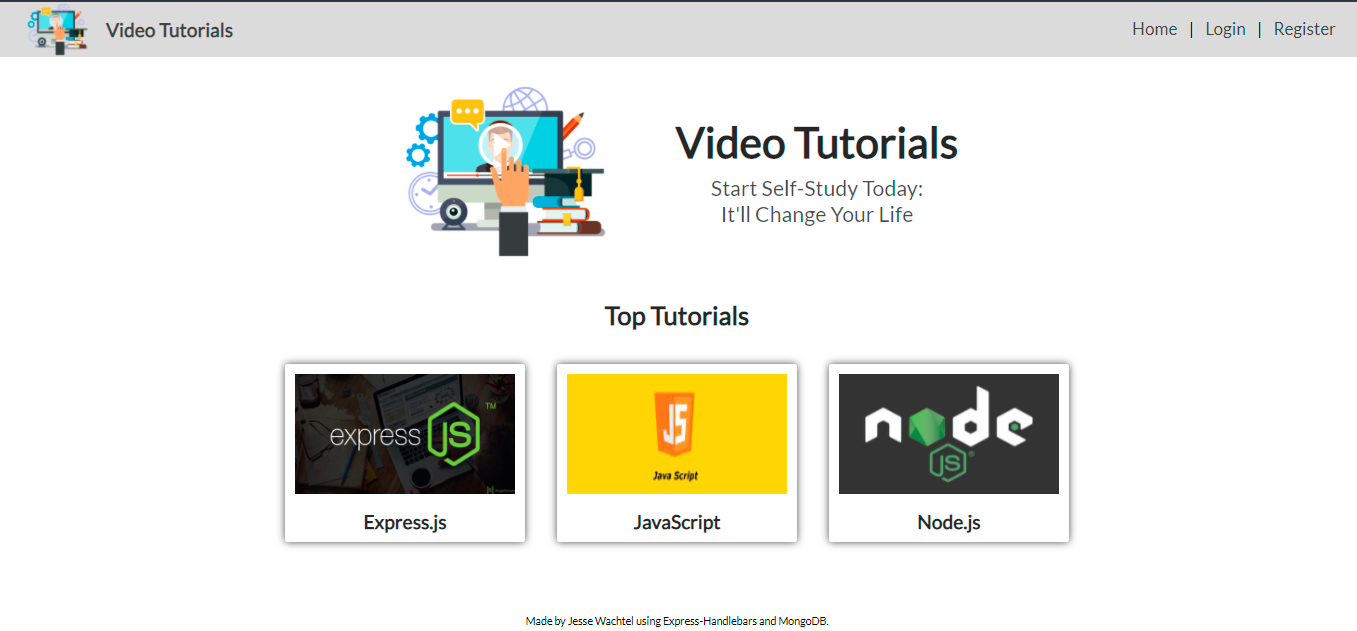 Video Tutorials
Home | Login | Register
Video Tutorials
Start Self-Study Today:
It'll Change Your Life
Top Tutorials
express JS TM
JS
Java Script
node
JS
Express.js
JavaScript
Node.js
Made by Jesse Wachtel using Express-Handlebars and MongoDB.